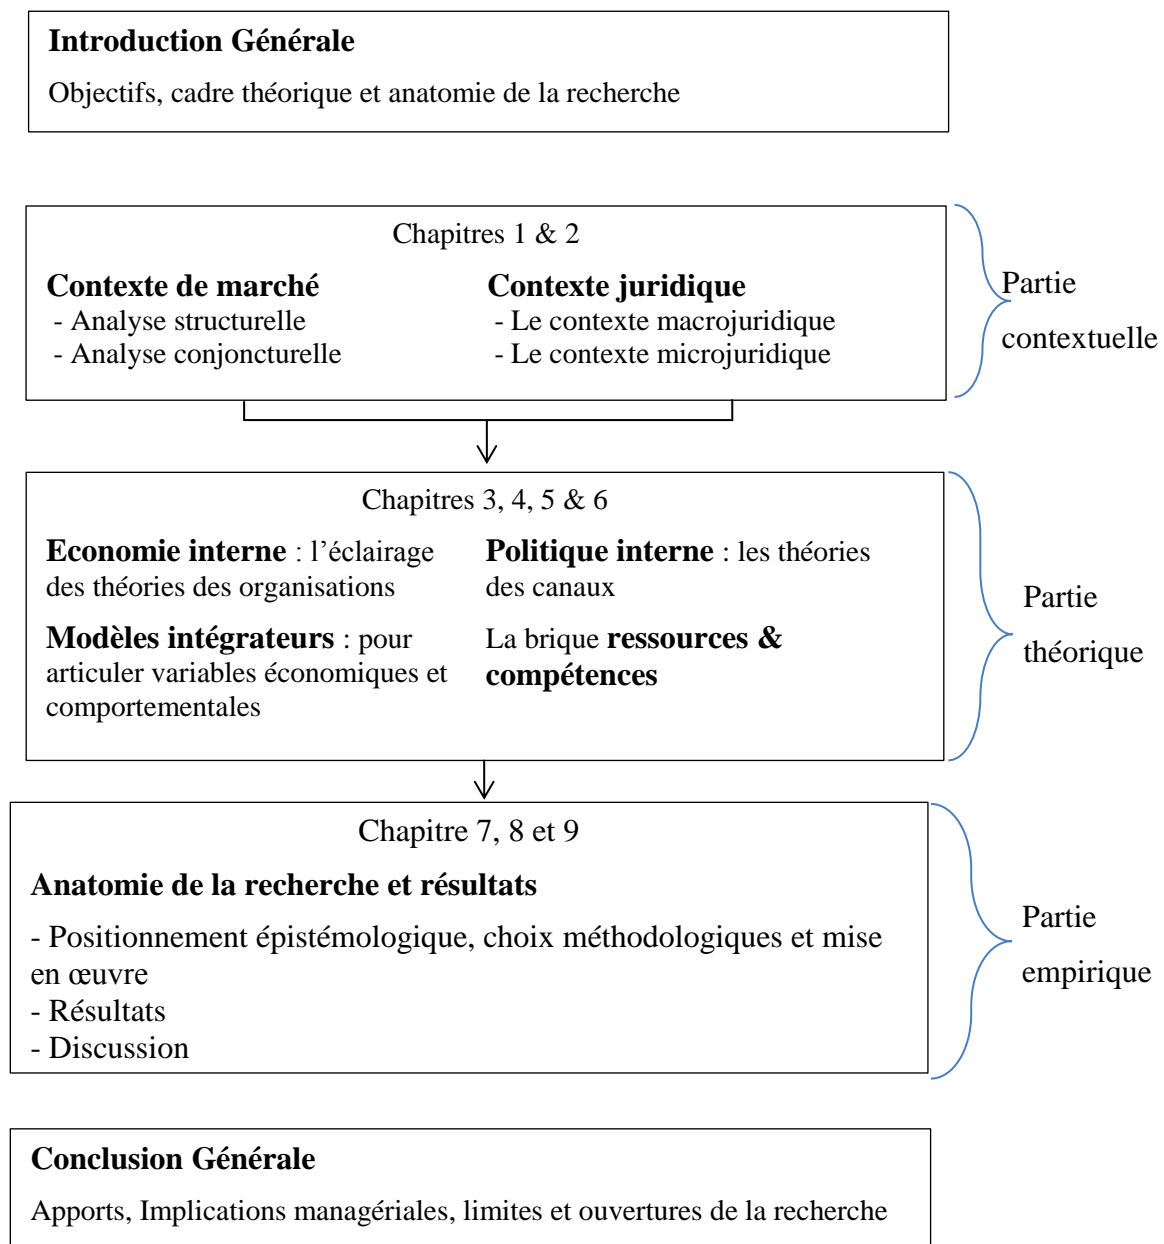 Introduction Générale
Objectifs, cadre théorique et anatomie de la recherche
Chapitres 1 & 2
Contexte de marché
- Analyse structurelle
- Analyse conjoncturelle
Contexte juridique
- Le contexte macrojuridique
- Le contexte microjuridique
Partie
contextuelle
Chapitres 3, 4, 5 & 6
Economie interne : l’éclairage
des théories des organisations
Modèles intégrateurs : pour
articuler variables économiques et
comportementales
Politique interne : les théories
des canaux
La brique ressources &
compétences
Partie
théorique
Chapitre 7, 8 et 9
Anatomie de la recherche et résultats
- Positionnement épistémologique, choix méthodologiques et mise
en œuvre
- Résultats
- Discussion
Partie
empirique
Conclusion Générale
Apports, Implications managériales, limites et ouvertures de la recherche